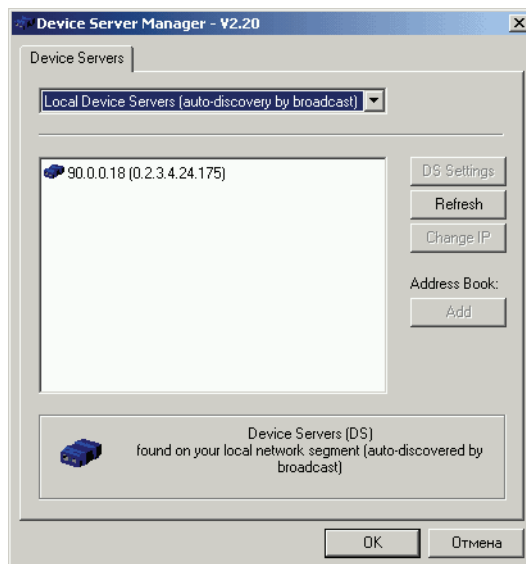 Device Server Manager - V2.20
Device Servers
Local Device Servers (auto-discovery by broadcast)
90.0.0.18 (0.2.3.4.24.175)
DS Settings
Refresh
Change IP
Address Book:
Add
Device Servers (DS)
found on your local network segment (auto-discovered by
broadcast)
OK
Отмена